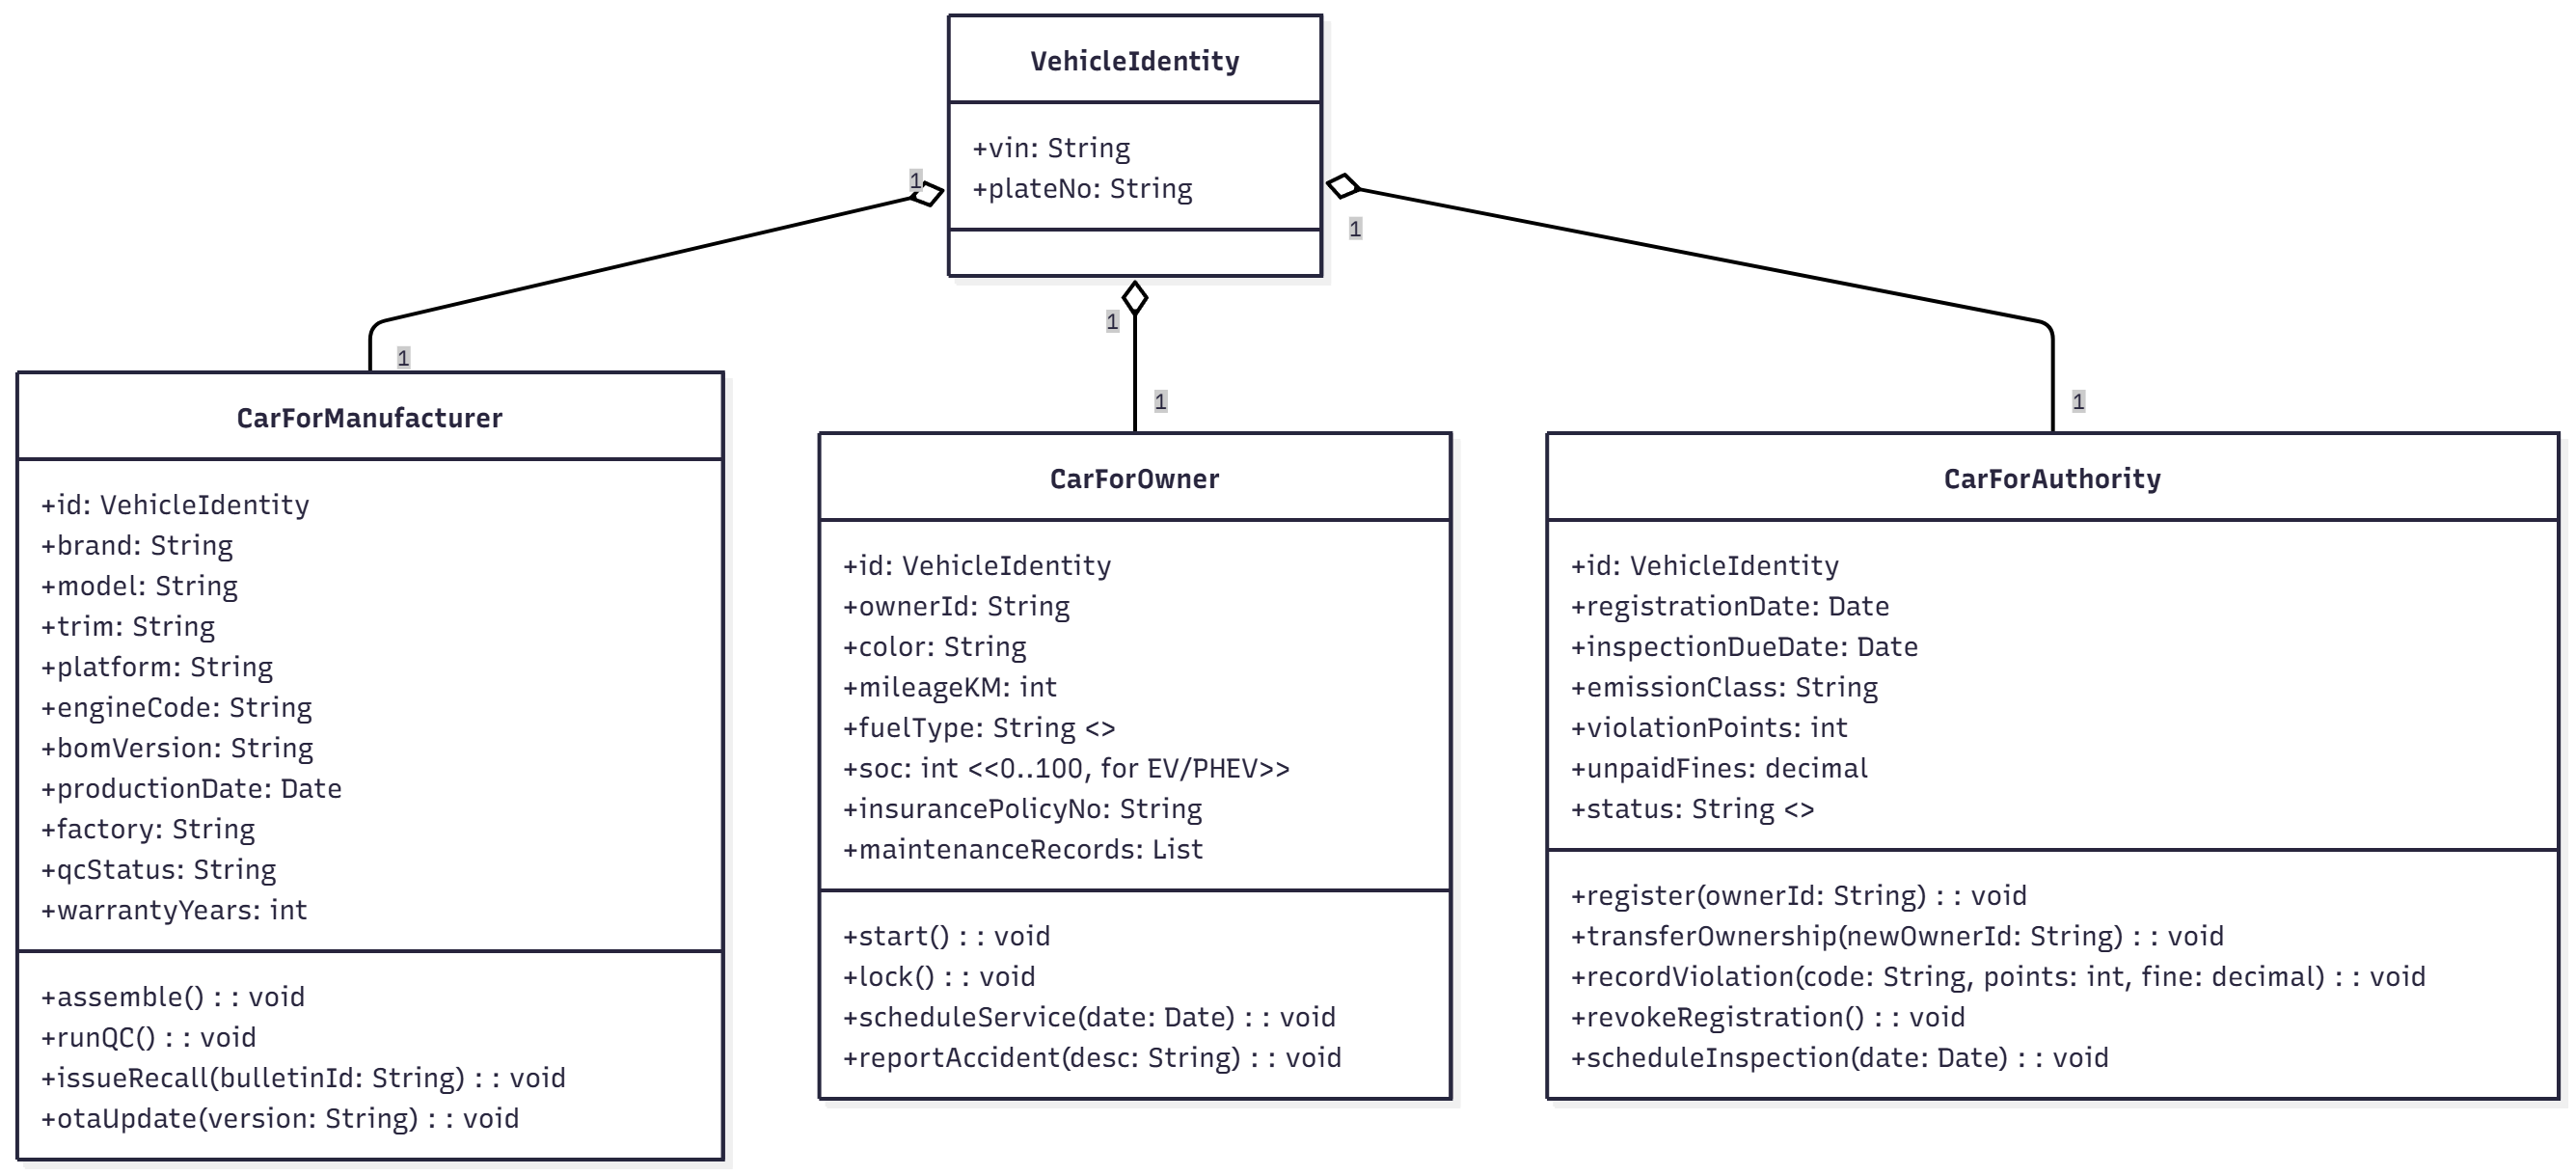 VehicleIdentity
+vin: String
+plateNo: String
1
1
1
1
1
1
CarForManufacturer
+id: VehicleIdentity
+brand: String
+model: String
+trim: String
+platform: String
+engineCode: String
+bomVersion: String
+productionDate: Date
+factory: String
+qcStatus: String
+warrantyYears: int
+assemble() : : void
+runQC() : : void
+issueRecall(bulletinId: String) : : void
+otaUpdate(version: String) : : void
CarForOwner
+id: VehicleIdentity
+ownerId: String
+color: String
+mileageKM: int
+fuelType: String <>
+soc: int <<0..100, for EV/PHEV>>
+insurancePolicyNo: String
+maintenanceRecords: List
+start() : : void
+lock() : : void
+scheduleService(date: Date) : : void
+reportAccident(desc: String) : : void
CarForAuthority
+id: VehicleIdentity
+registrationDate: Date
+inspectionDueDate: Date
+emissionClass: String
+violationPoints: int
+unpaidFines: decimal
+status: String <>
+register(ownerId: String) : : void
+transferOwnership(newOwnerId: String) : : void
+recordViolation(code: String, points: int, fine: decimal) : : void
+revokeRegistration() : : void
+scheduleInspection(date: Date) : : void